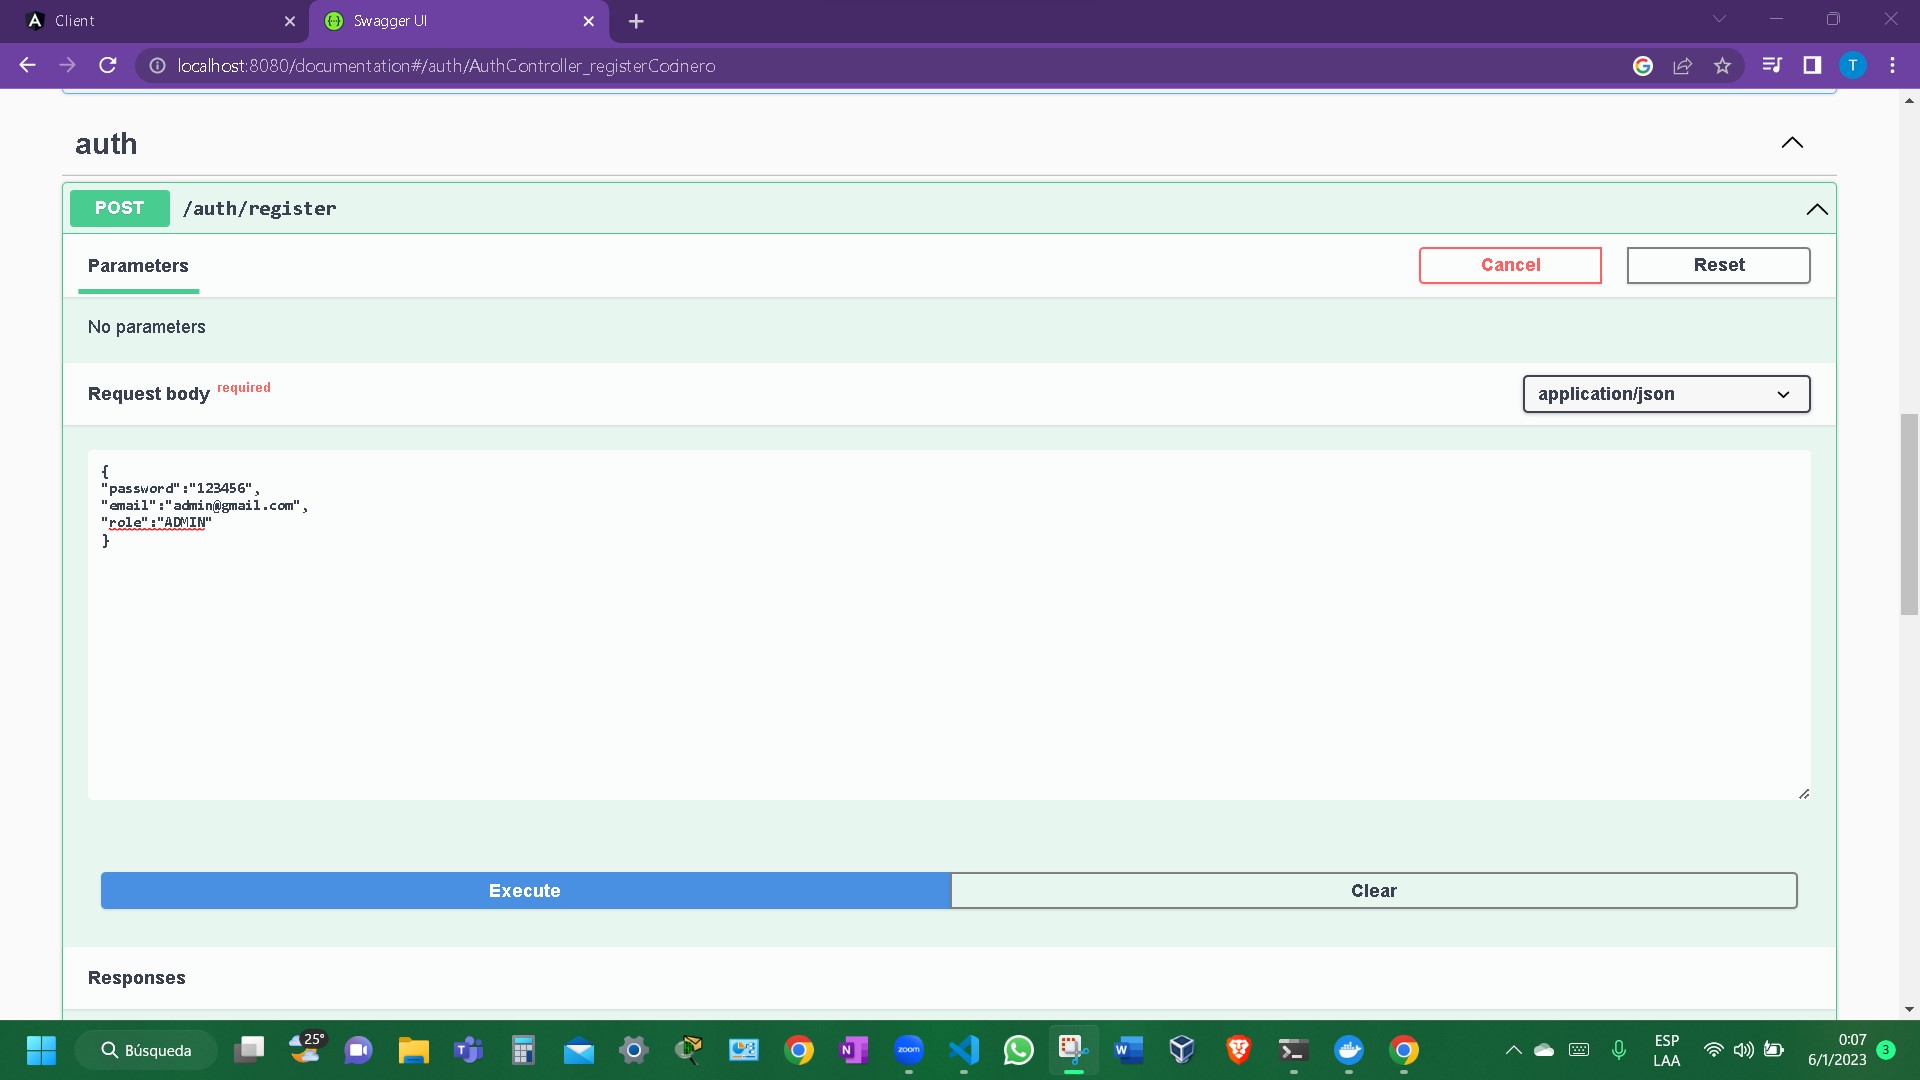 Client
Swagger UI
localhost:8080/documentation#/auth/AuthController_registerCocinero
T
auth
POST
/auth/register
Parameters
Cancel
Reset
No parameters
Request body required
application/json
{
"password":"123456",
"email":"admin@gmail.com",
"role":"ADMIN"
}
Execute
Clear
Responses
Búsqueda
25°
zoom
ESP
LAA
0:07
6/1/2023
3